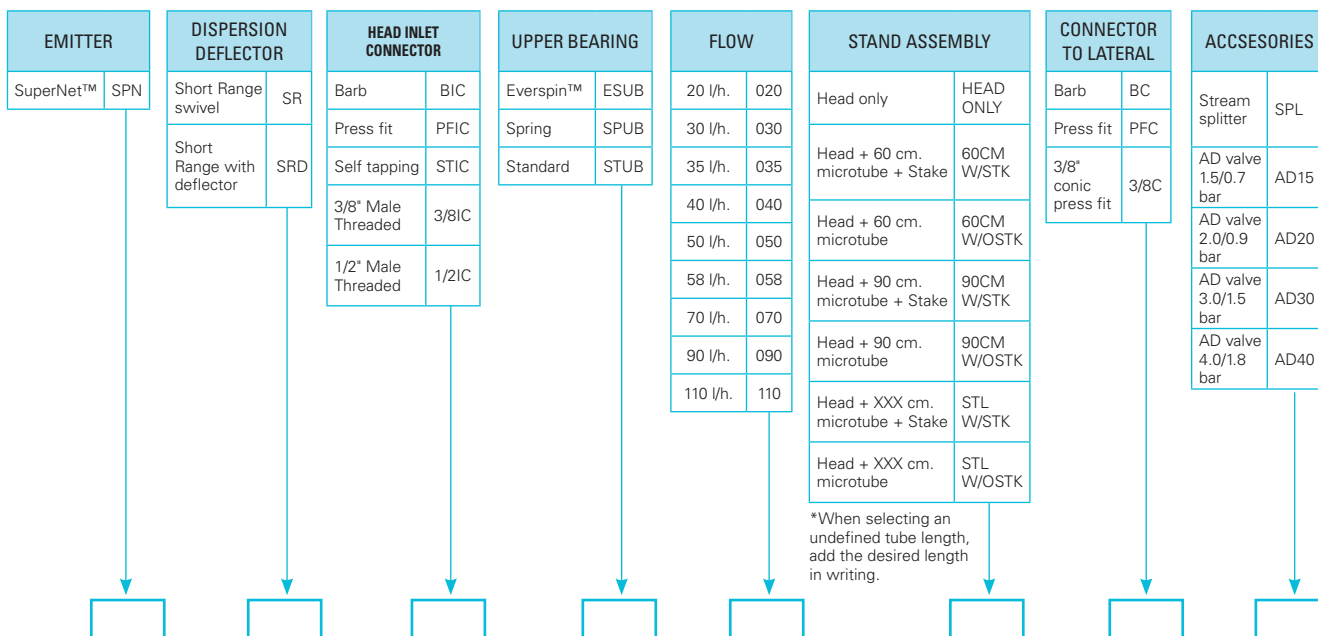 EMITTER
SuperNet™ SPN
DISPERSION
DEFLECTOR
Short Range
swivel
SR
Short
Range with
deflector
SRD
HEAD INLET
CONNECTOR
Barb BIC
Press fit PFIC
Self tapping STIC
3/8" Male
Threaded
3/8IC
1/2" Male
Threaded
1/2IC
UPPER BEARING
Everspin™ ESUB
Spring SPUB
Standard STUB
FLOW
20 l/h. 020
30 l/h. 030
35 l/h. 035
40 l/h. 040
50 l/h. 050
58 l/h. 058
70 l/h. 070
90 l/h. 090
110 l/h. 110
STAND ASSEMBLY
Head only
HEAD
ONLY
Head + 60 cm.
microtube + Stake
60CM
W/STK
Head + 60 cm.
microtube
60CM
W/OSTK
Head + 90 cm.
microtube + Stake
90CM
W/STK
Head + 90 cm.
microtube
90CM
W/OSTK
Head + XXX cm.
microtube + Stake
STL
W/STK
Head + XXX cm.
microtube
STL
W/OSTK
*When selecting an
undefined tube length,
add the desired length
in writing.
CONNECTOR
TO LATERAL
Barb BC
Press fit PFC
3/8"
conic
press fit
3/8C
ACCSESORIES
Stream
splitter
SPL
AD valve
1.5/0.7
bar
AD15
AD valve
2.0/0.9
bar
AD20
AD valve
3.0/1.5
bar
AD30
AD valve
4.0/1.8
bar
AD40